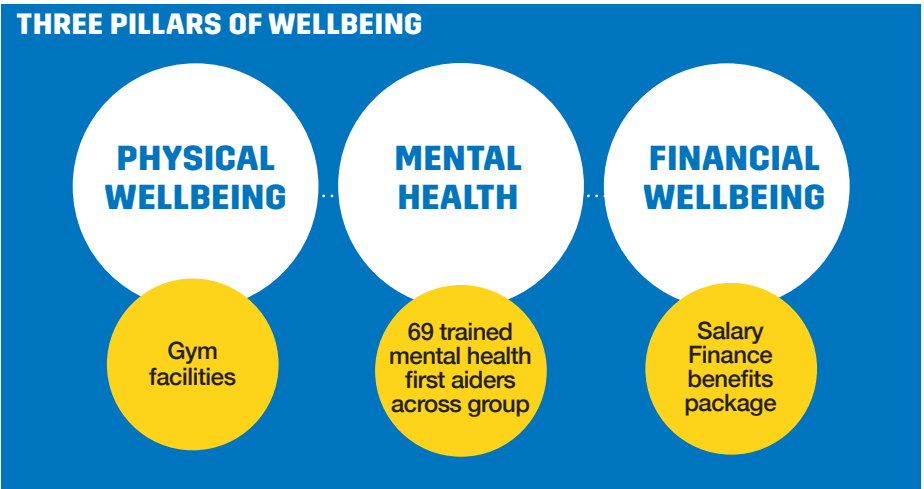 THREE PILLARS OF WELLBEING
PHYSICAL
WELLBEING
MENTAL
HEALTH
FINANCIAL
WELLBEING
Gym
facilities
69 trained
mental health
first aiders
across group
Salary
Finance
benefits
package